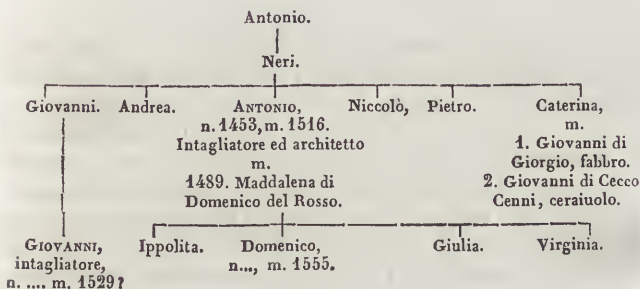 Antonio.
Neri.
Giovanni. Andrea. ANTONIO, Niccolò, Pietro. Caterina,
n. 1453, m. 1516. m.
Intagliatore ed architetto 1. Giovanni di
m. Giorgio, fabbro.
1489. Maddalena di 2. Giovanni di Cecco
Domenico del Rosso. Cenni, ceraiuolo.
GIOVANNI, Ippolita. Domenico, Giulia. Virginia.
intagliatore, n..., m. 1555.
n. .... m. 1529?